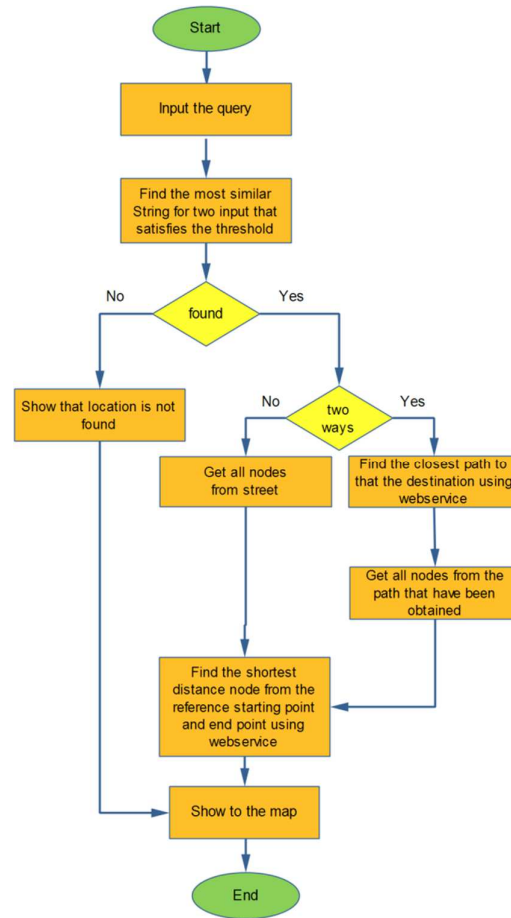 Start
Input the query
Find the most similar
String for two input that
satisfies the threshold
No
Yes
found
Show that location is not
found
No
two
ways
Yes
Get all nodes
from street
Find the closest path to
that the destination using
webservice
Get all nodes from the
path that have been
obtained
Find the shortest
distance node from the
reference starting point
and end point using
webservice
Show to the map
End